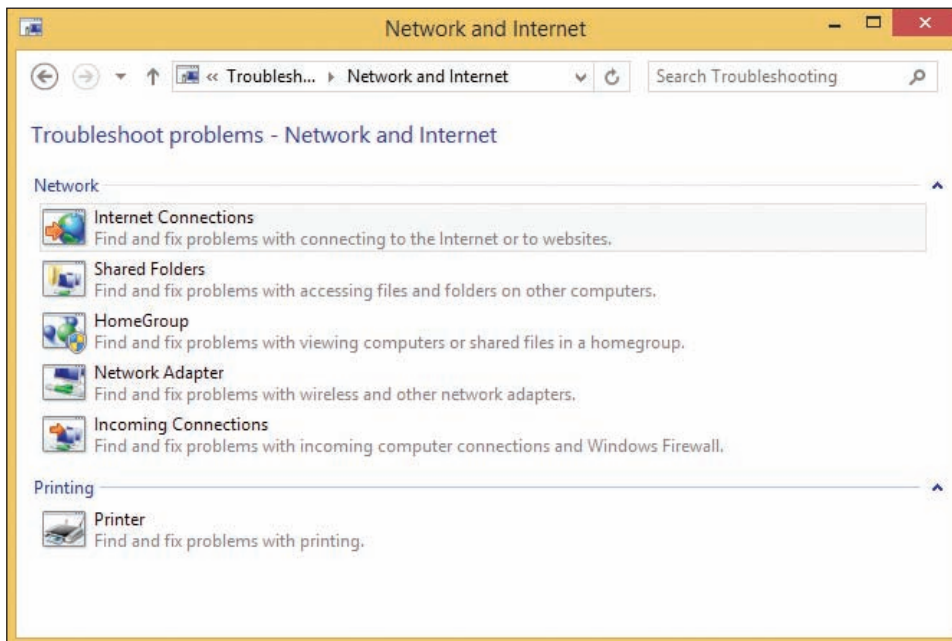 Network and Internet
« Troublesh... ▸ Network and Internet
Search Troubleshooting
Troubleshoot problems - Network and Internet
Network
Internet Connections
Find and fix problems with connecting to the Internet or to websites.
Shared Folders
Find and fix problems with accessing files and folders on other computers.
HomeGroup
Find and fix problems with viewing computers or shared files in a homegroup.
Network Adapter
Find and fix problems with wireless and other network adapters.
Incoming Connections
Find and fix problems with incoming computer connections and Windows Firewall.
Printing
Printer
Find and fix problems with printing.